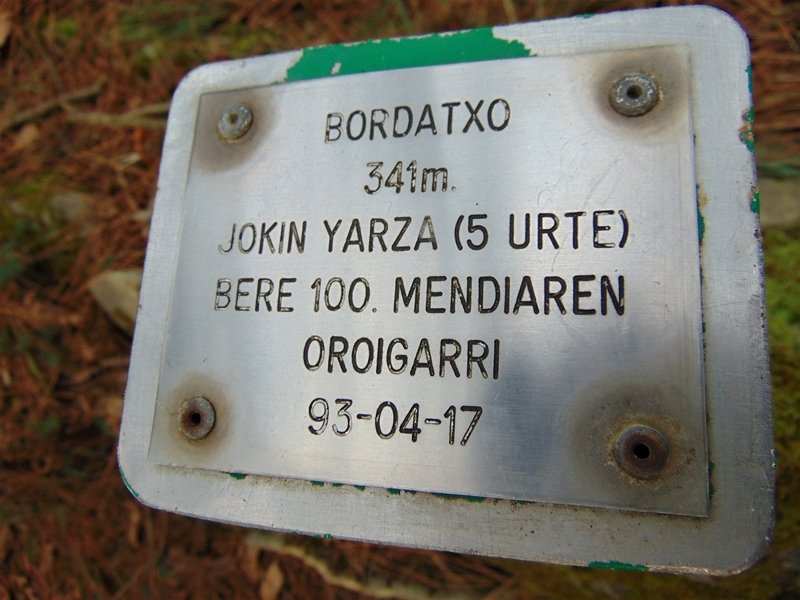 BORDATXO
341m.
JOKIN YARZA (5 URTE)
BERE 100. MENDIAREN
OROIGARRI
93-04-17